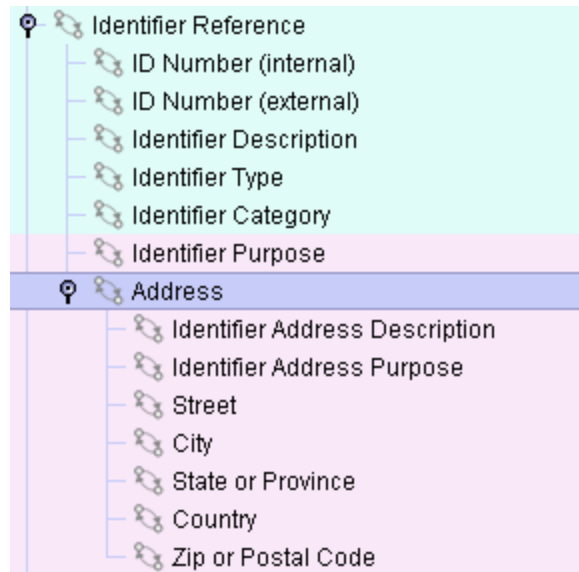 Identifier Reference
ID Number (internal)
ID Number (external)
Identifier Description
Identifier Type
Identifier Category
Identifier Purpose
Address
Identifier Address Description
Identifier Address Purpose
Street
City
State or Province
Country
Zip or Postal Code